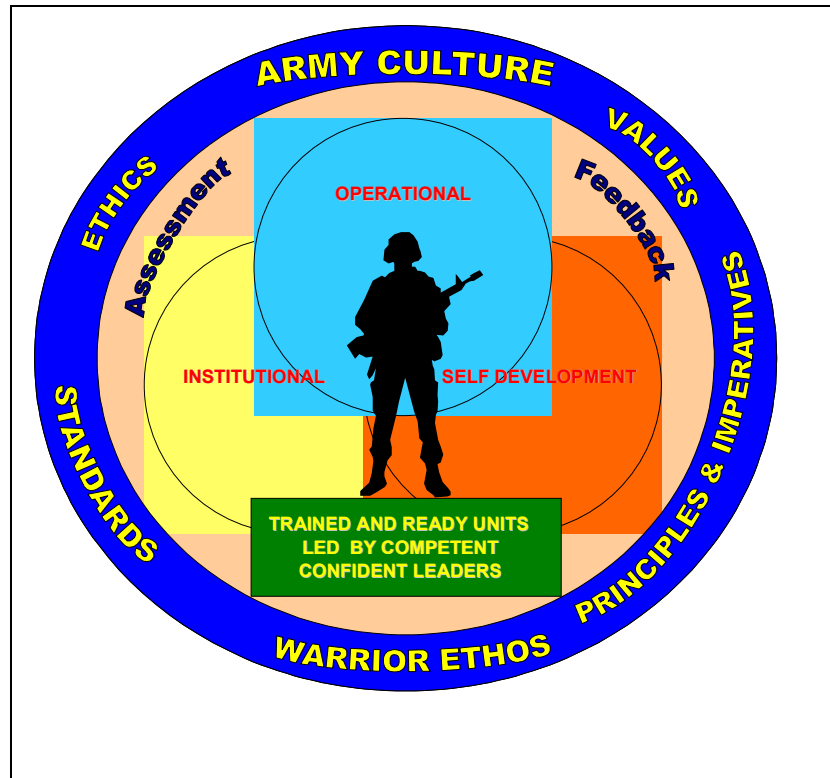 ARMY CULTURE
VALUES
ETHICS
Assessment
Feedback
OPERATIONAL
PRINCIPLES & IMPERATIVES
INSTITUTIONAL
SELF DEVELOPMENT
STANDARDS
TRAINED AND READY UNITS
LED BY COMPETENT
CONFIDENT LEADERS
WARRIOR ETHOS